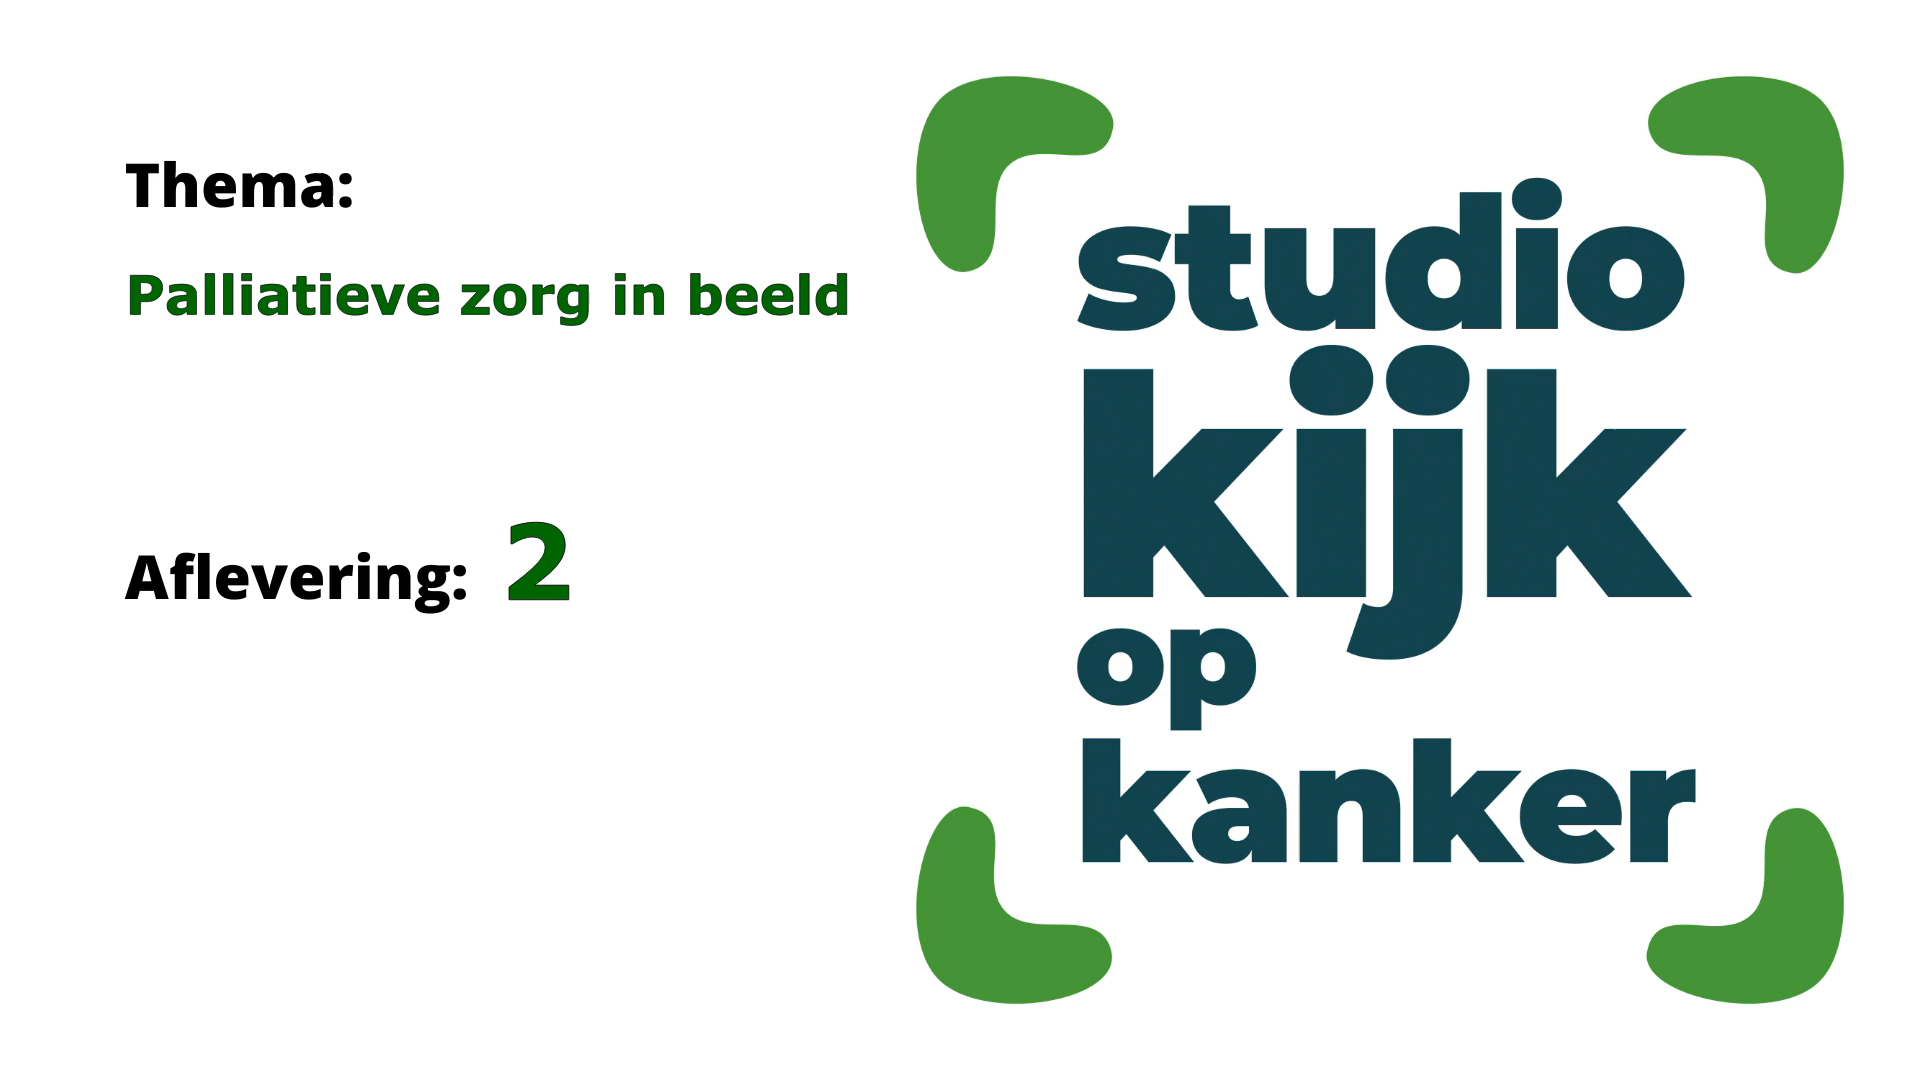 Thema:
Palliatieve zorg in beeld
Aflevering: 2
studio
kijk
op
kanker